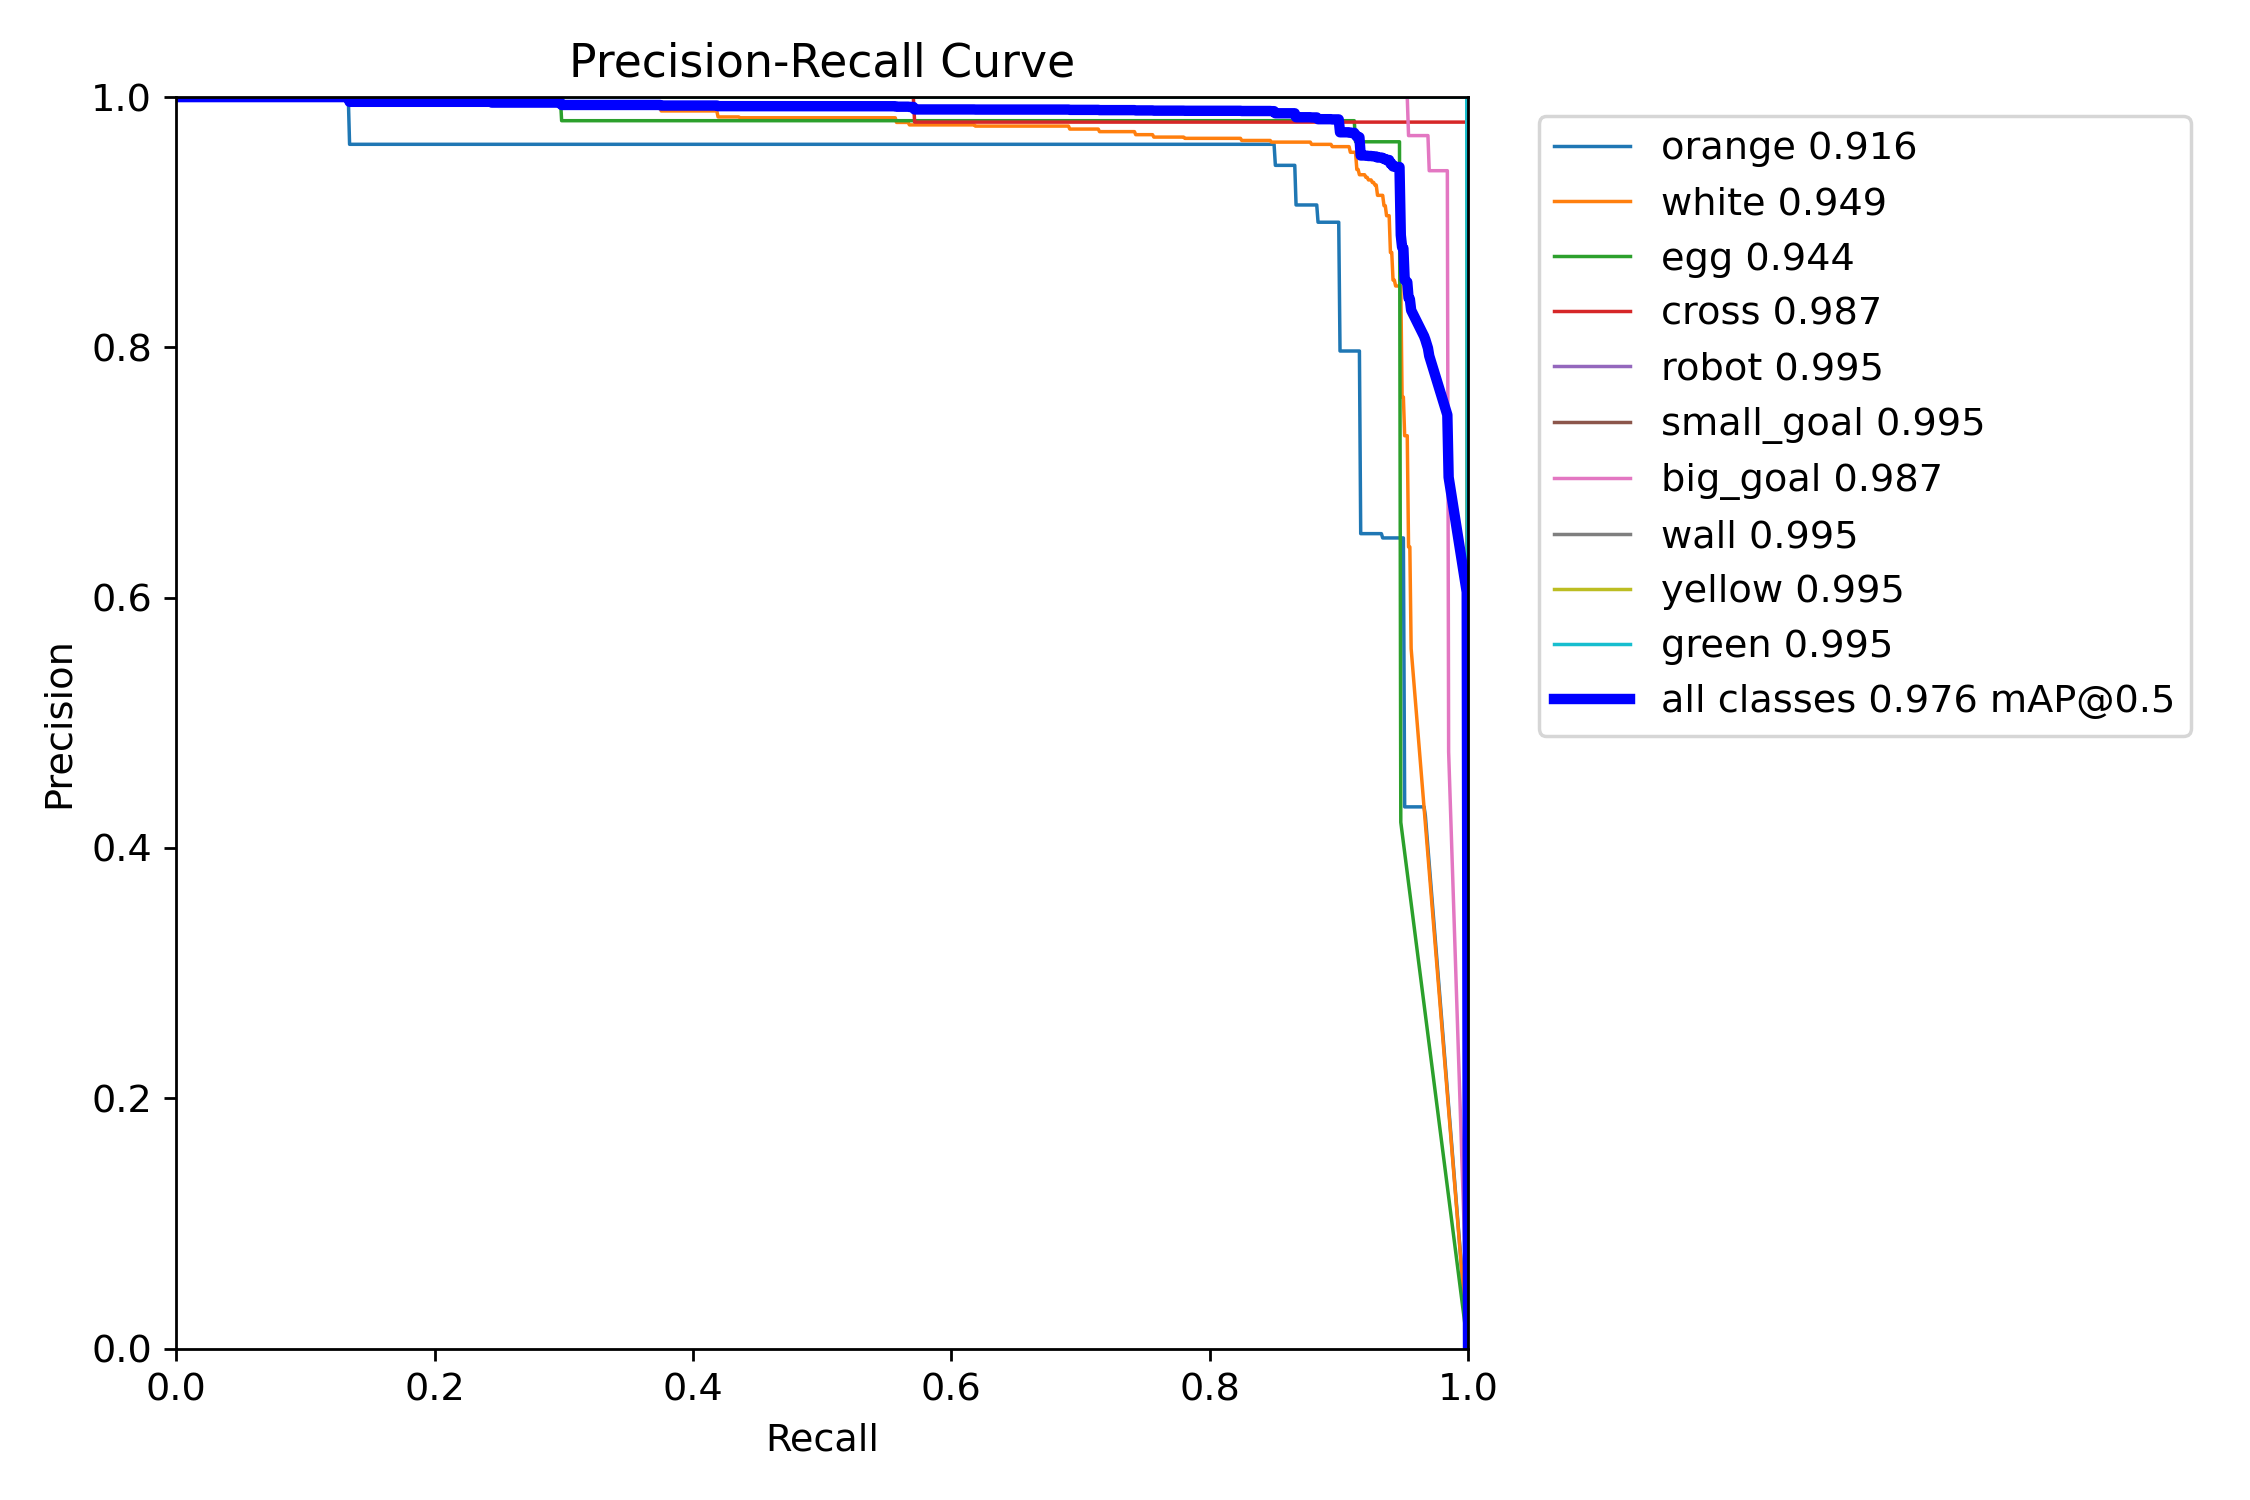 Precision-Recall Curve
1.0
0.8
0.6
0.4
0.2
0.0
Precision
0.0 0.2 0.4 0.6 0.8 1.0
Recall
orange 0.916
white 0.949
egg 0.944
cross 0.987
robot 0.995
small_goal 0.995
big_goal 0.987
wall 0.995
yellow 0.995
green 0.995
all classes 0.976 mAP@0.5